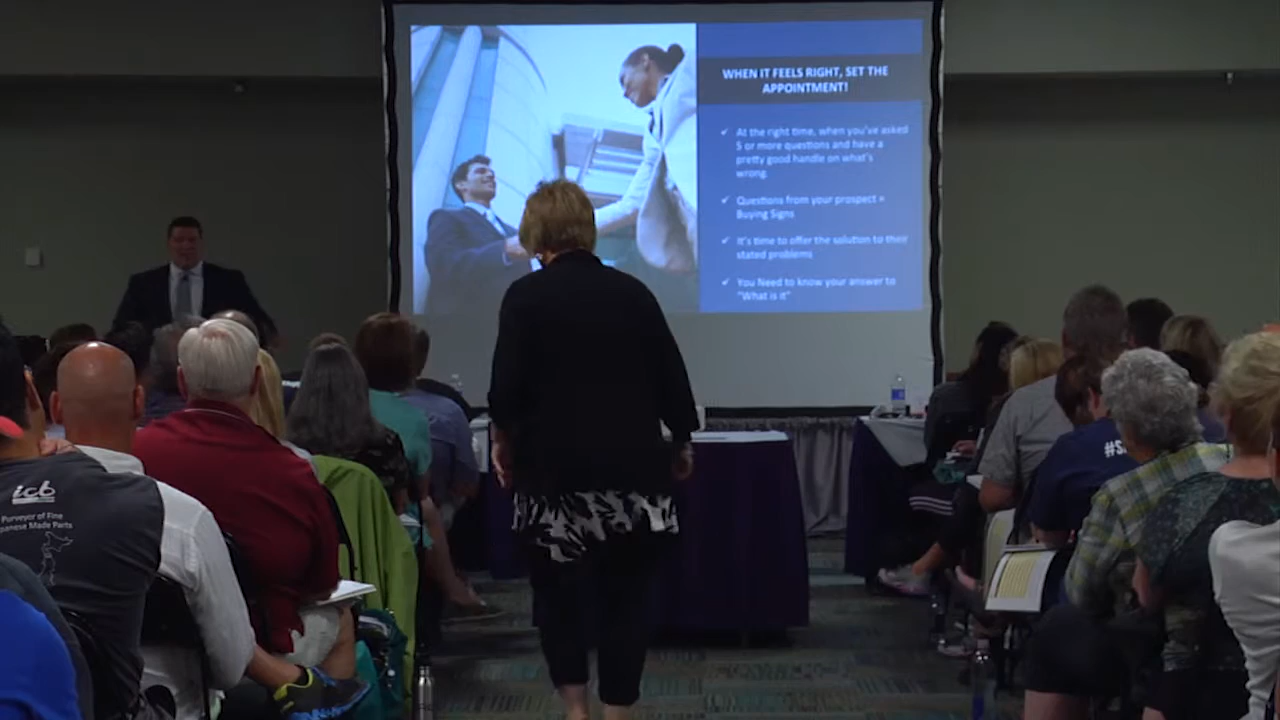 WHEN IT FEELS RIGHT, SET THE
APPOINTMENT!
✓ At the right time, when you've asked
5 or more questions and have a
pretty good handle on what's
wrong.
✓ Questions from your prospect =
Buying Signs
✓ It's time to offer the solution to their
stated problems
✓ You Need to know your answer to
"What is it"
icb
Purveyor of Fine
panese Made Parts
#S